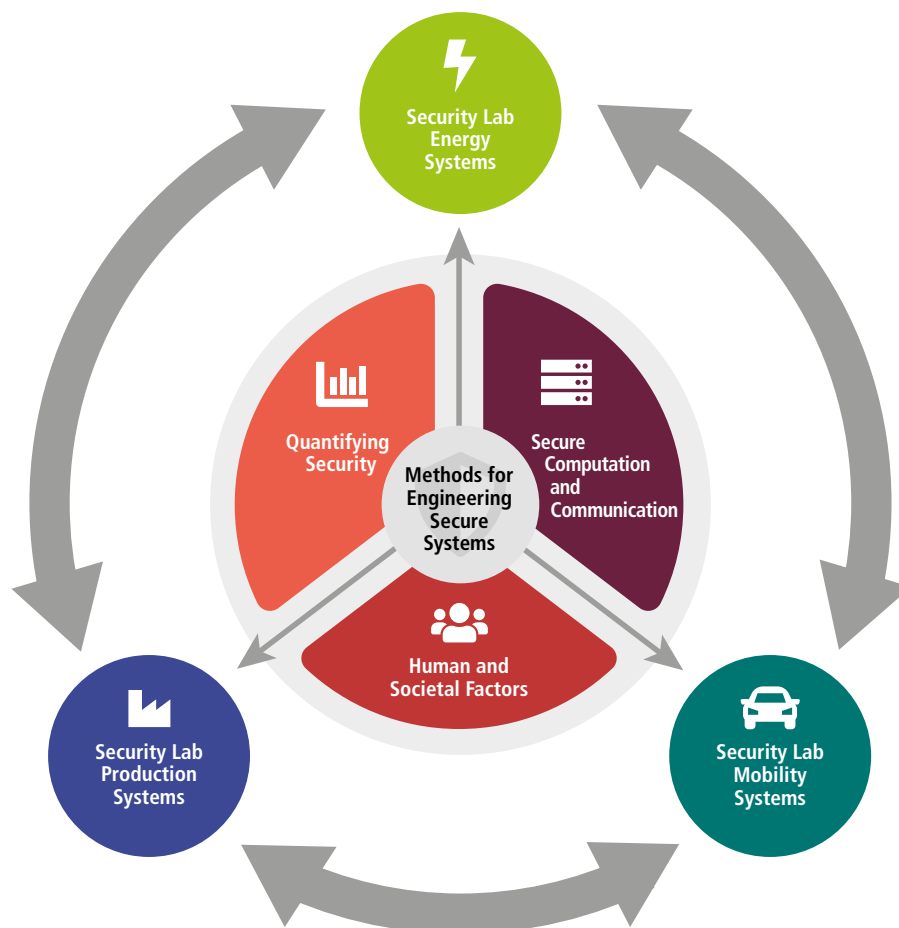 Security Lab
Energy
Systems
Quantifying
Security
Secure
Computation
and
Communication
Methods for
Engineering
Secure
Systems
Human and
Societal Factors
Security Lab
Production
Systems
Security Lab
Mobility
Systems